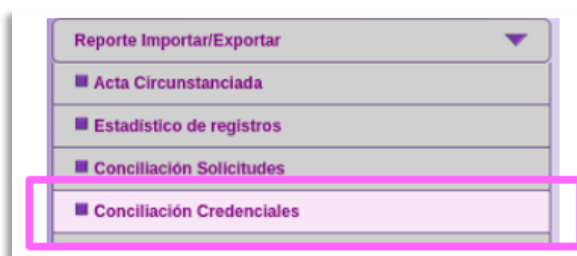 Reporte Importar/Exportar
Acta Circunstanciada
Estadístico de registros
Conciliación Solicitudes
Conciliación Credenciales